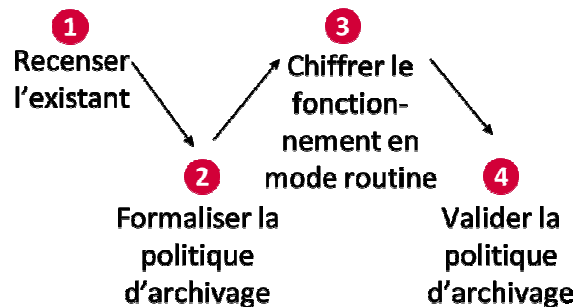 1
Recenser
l’existant
2
Formaliser la
politique
d’archivage
3
Chiffrer le
fonction-
nement en
mode routine
4
Valider la
politique
d’archivage